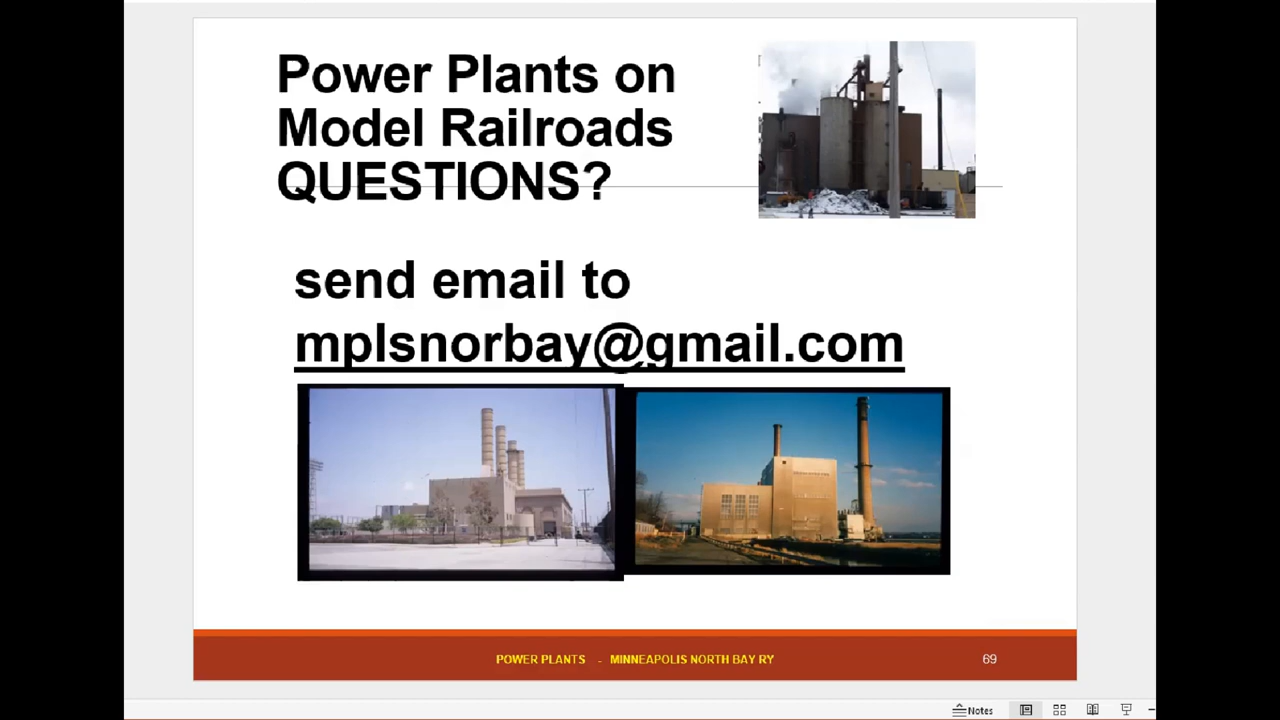 Power Plants on
Model Railroads
QUESTIONS?
send email to
mplsnorbay@gmail.com
POWER PLANTS - MINNEAPOLIS NORTH BAY RY
69
Notes